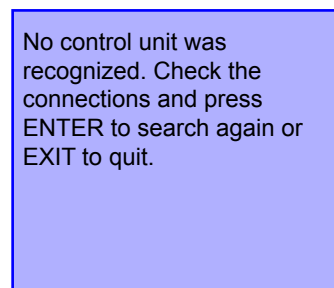 No control unit was
recognized. Check the
connections and press
ENTER to search again or
EXIT to quit.